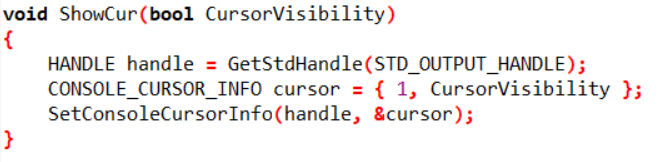 void ShowCur(bool CursorVisibility)
{
    HANDLE handle = GetStdHandle(STD_OUTPUT_HANDLE);
    CONSOLE_CURSOR_INFO cursor = { 1, CursorVisibility };
    SetConsoleCursorInfo(handle, &cursor);
}